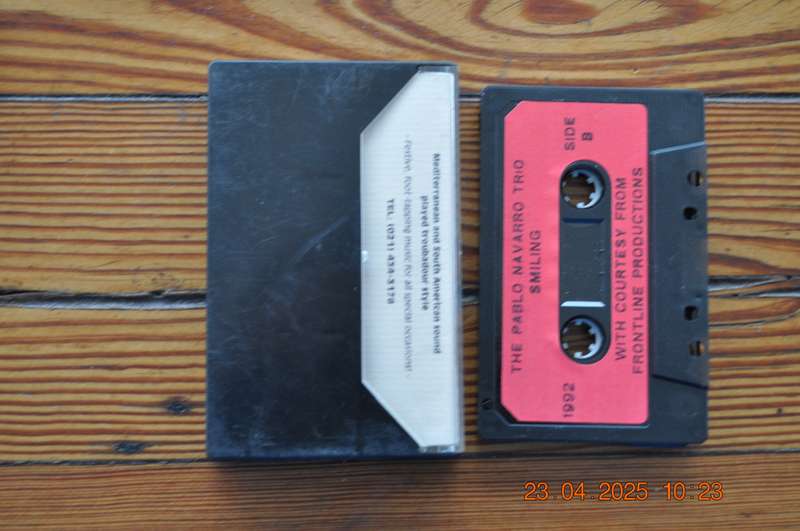 Mediterranean and South American sound
played troubadour style
- Festive, foot-tapping music for all special occasions! -
TEL: (021) 434-3178
THE PABLO NAVARRO TRIO
SMILING
SIDE
B
1992
WITH COURTESY FROM
FRONTLINE PRODUCTIONS
23.04.2025 10:23